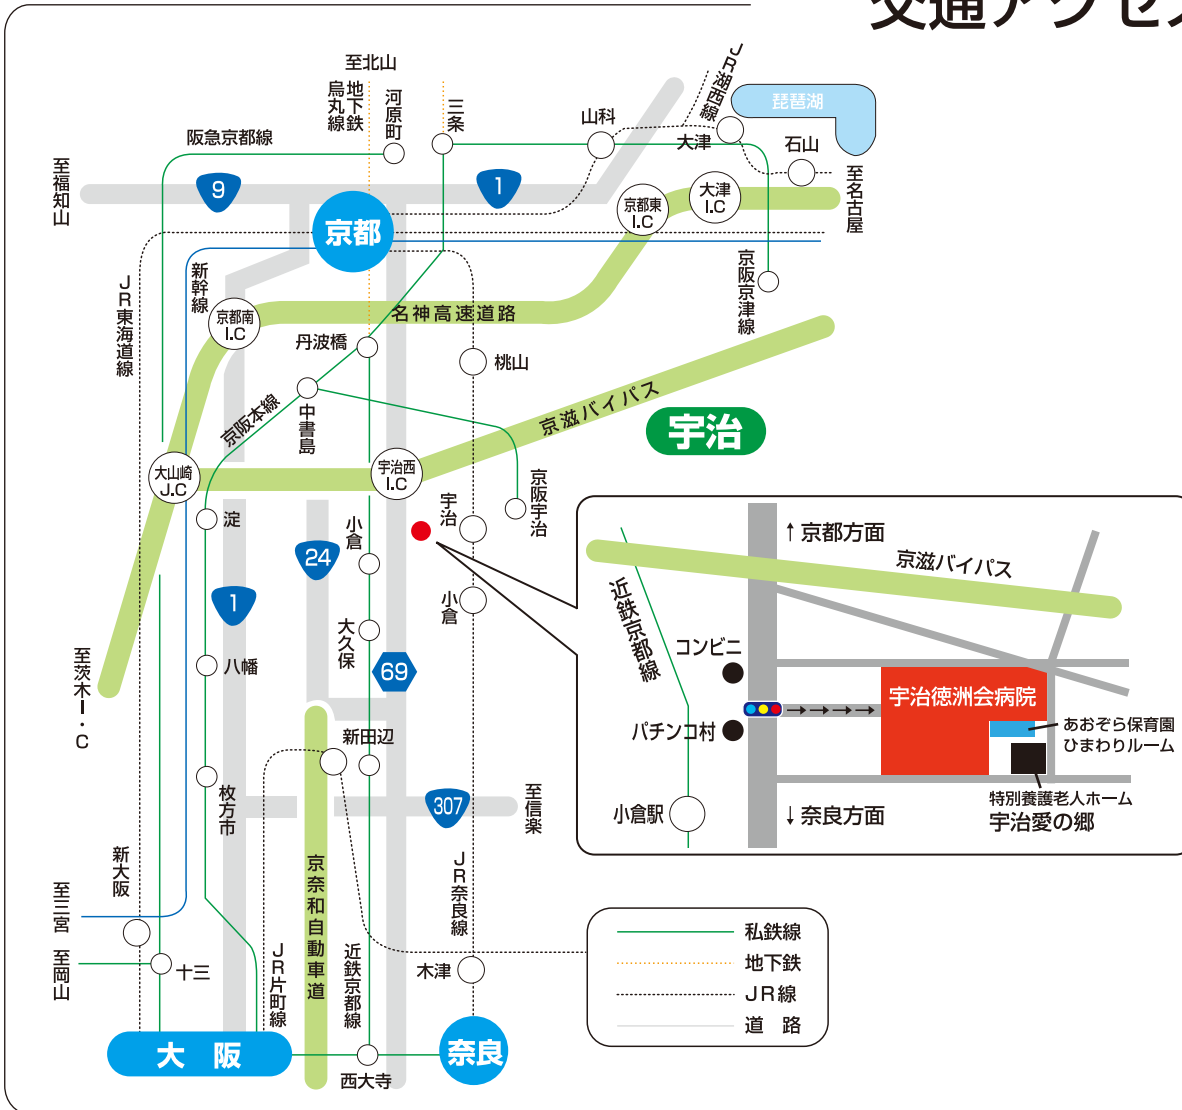 交通アクセス
至北山
地下鉄
烏丸線
河原町
三条
山科
JR湖西線
琵琶湖
大津
石山
阪急京都線
至福知山
9
1
京都
京都東
I.C
大津
I.C
至名古屋
京阪京津線
JR東海道線
新幹線
京都南
I.C
名神高速道路
丹波橋
桃山
京阪本線
中書島
京滋バイパス
宇治
大山崎
J.C
宇治西
I.C
京阪宇治
宇治
淀
小倉
24
1
小倉
大久保
69
八幡
至茨木I・C
新田辺
枚方市
307
至信楽
新大阪
京奈和自動車道
JR奈良線
至三宮
至岡山
十三
JR片町線
近鉄京都線
木津
大 阪
西大寺
奈良
↑京都方面
京滋バイパス
近鉄京都線
コンビニ
宇治徳洲会病院
パチンコ村
あおぞら保育園
ひまわりルーム
小倉駅
↓奈良方面
特別養護老人ホーム
宇治愛の郷
私鉄線
地下鉄
JR線
道 路